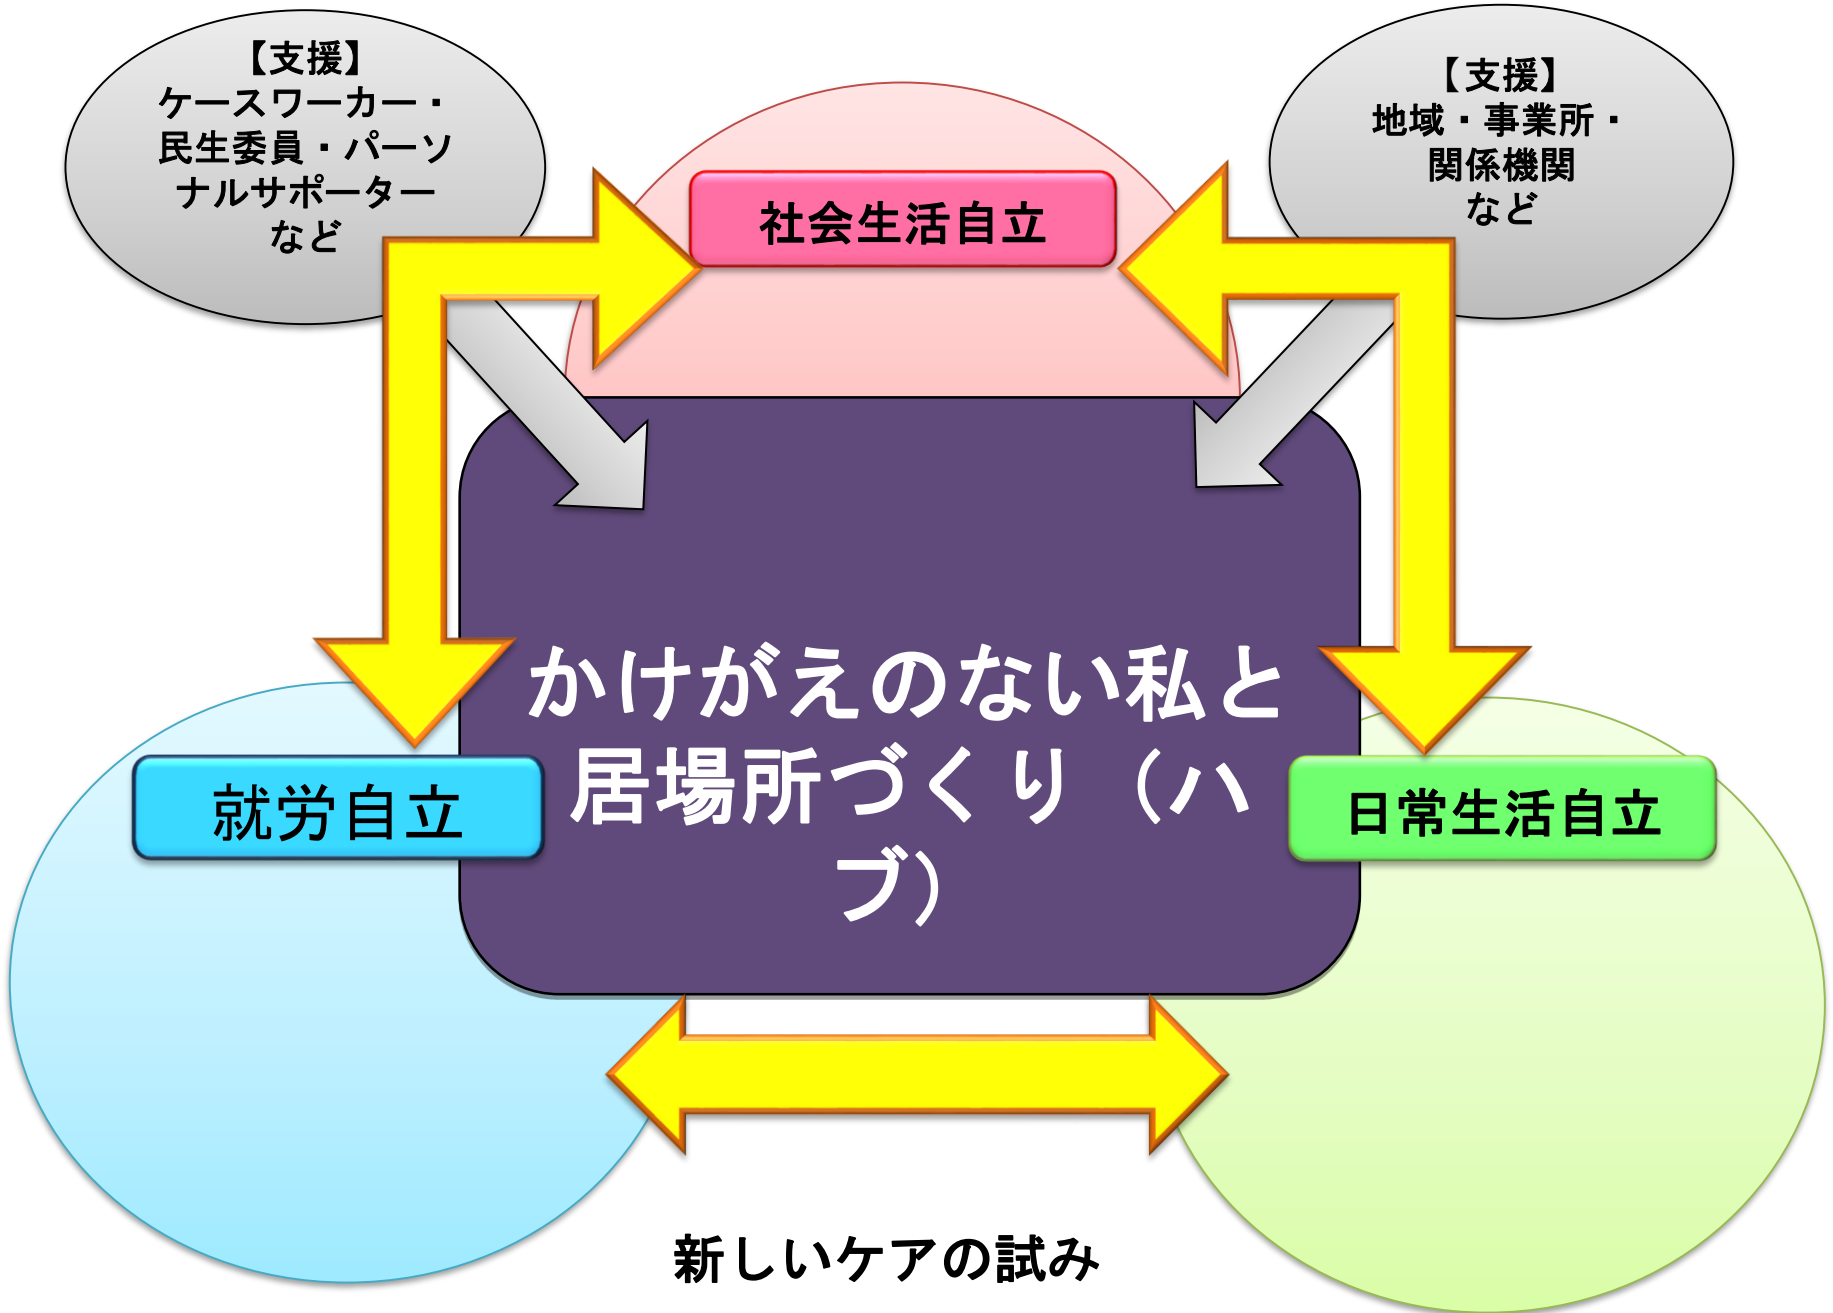 【支援】
ケースワーカー・
民生委員・パーソ
ナルサポーター
など
【支援】
地域・事業所・
関係機関
など
社会生活自立
かけがえのない私と
居場所づくり（ハ
ブ）
就労自立
日常生活自立
新しいケアの試み